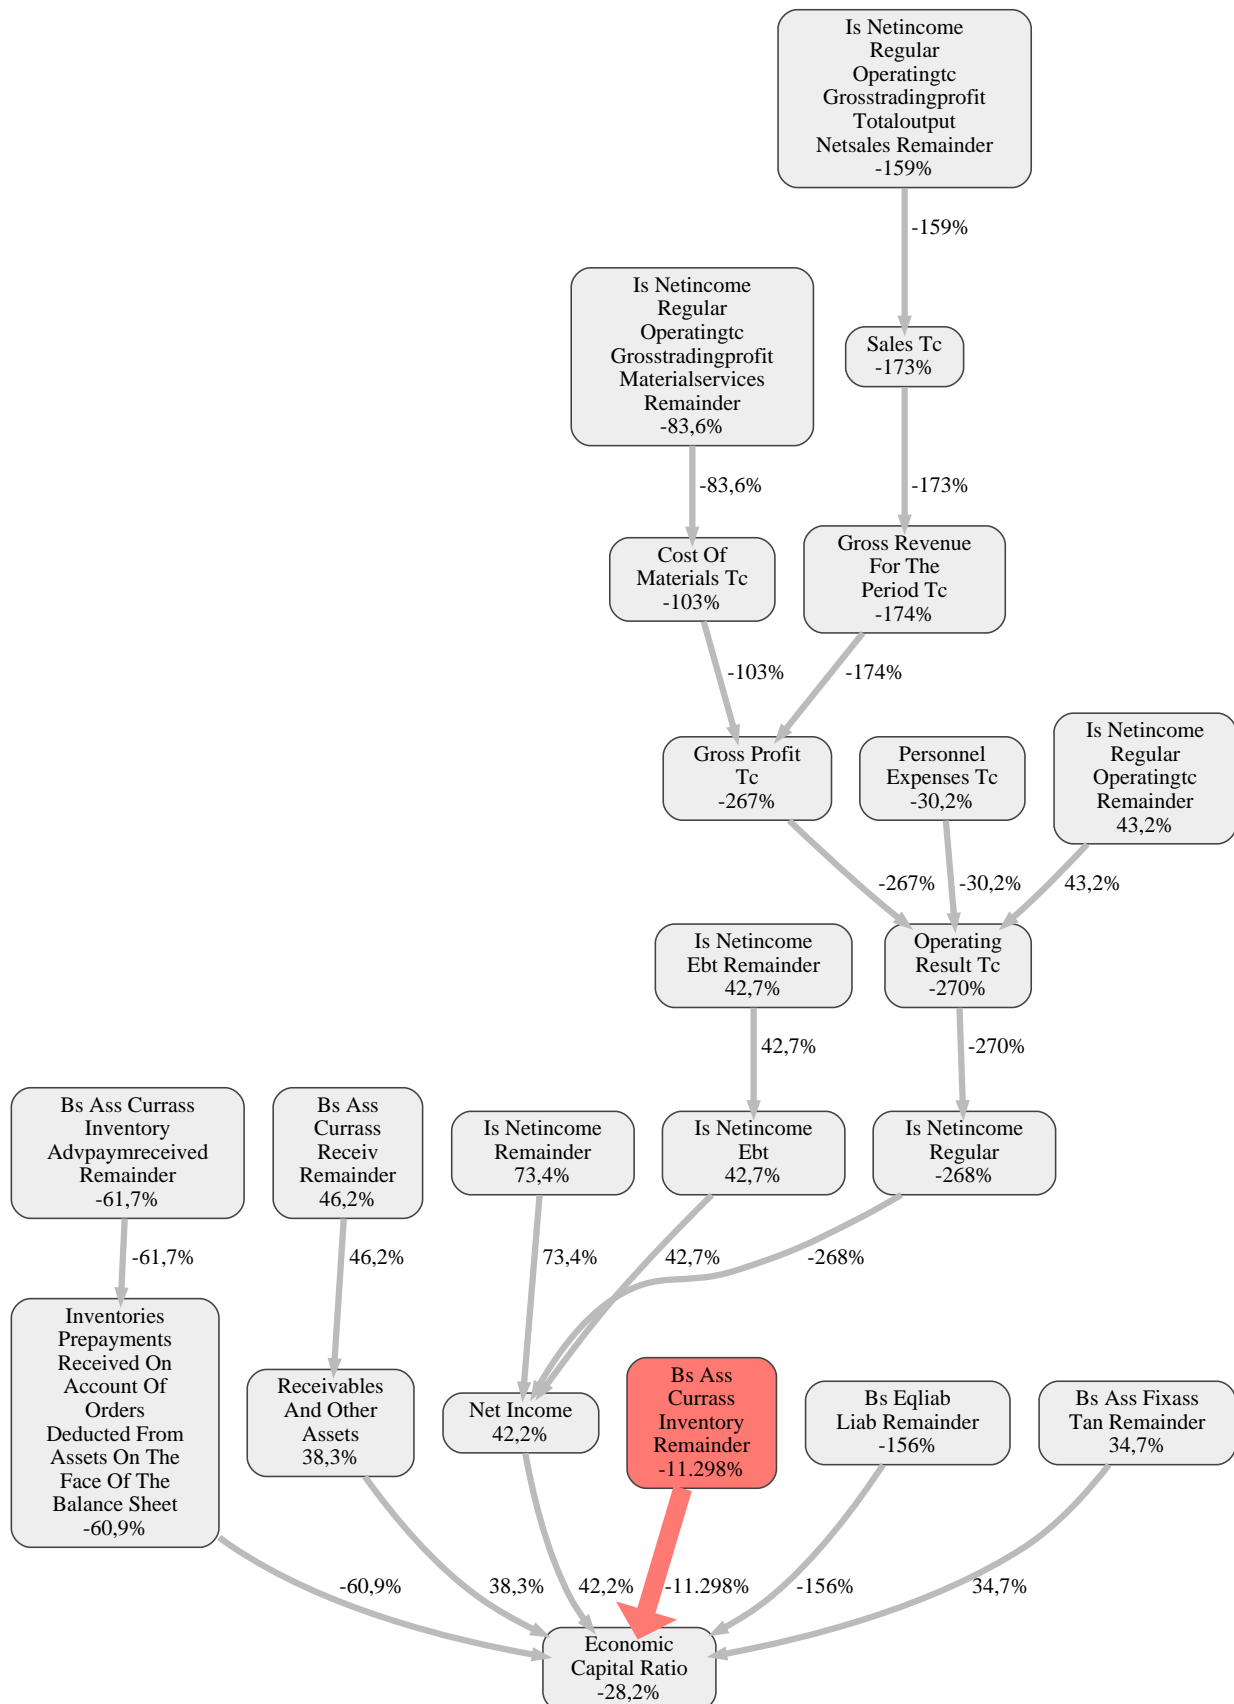 Is Netincome
Regular
Operatingtc
Grosstradingprofit
Totaloutput
Netsales Remainder
-159%
-159%
Is Netincome
Regular
Operatingtc
Grosstradingprofit
Materialservices
Remainder
-83,6%
Sales Tc
-173%
-83,6%
-173%
Cost Of
Materials Tc
-103%
Gross Revenue
For The
Period Tc
-174%
-103%
-174%
Gross Profit
Tc
-267%
Personnel
Expenses Tc
-30,2%
Is Netincome
Regular
Operatingtc
Remainder
43,2%
-267%
-30,2%
43,2%
Is Netincome
Ebt Remainder
42,7%
Operating
Result Tc
-270%
42,7%
-270%
Bs Ass Currass
Inventory
Advpaymreceived
Remainder
-61,7%
Bs Ass
Currass
Receiv
Remainder
46,2%
Is Netincome
Remainder
73,4%
Is Netincome
Ebt
42,7%
Is Netincome
Regular
-268%
-61,7%
46,2%
73,4%
42,7%
-268%
Inventories
Prepayments
Received On
Account Of
Orders
Deducted From
Assets On The
Face Of The
Balance Sheet
-60,9%
Receivables
And Other
Assets
38,3%
Net Income
42,2%
Bs Ass
Currass
Inventory
Remainder
-11.298%
Bs Eqliab
Liab Remainder
-156%
Bs Ass Fixass
Tan Remainder
34,7%
-60,9%
38,3%
42,2%
-11.298%
-156%
34,7%
Economic
Capital Ratio
-28,2%